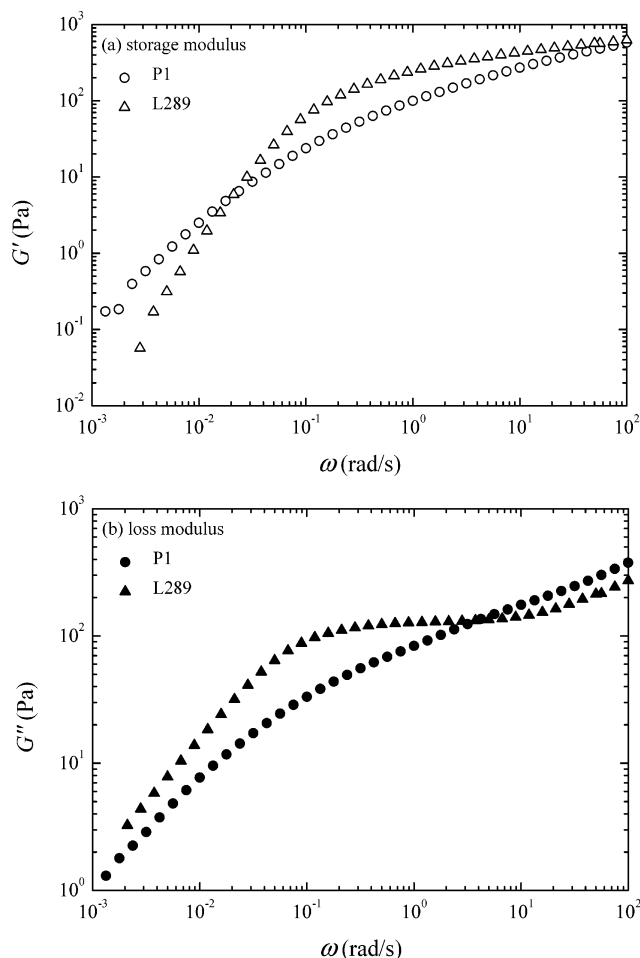 (a) storage modulus
P1
L289
10³
10²
10¹
10⁰
10⁻¹
10⁻²
G′ (Pa)
10⁻³ 10⁻² 10⁻¹ 10⁰ 10¹ 10²
ω (rad/s)
(b) loss modulus
P1
L289
10³
10²
10¹
10⁰
G″ (Pa)
10⁻³ 10⁻² 10⁻¹ 10⁰ 10¹ 10²
ω (rad/s)